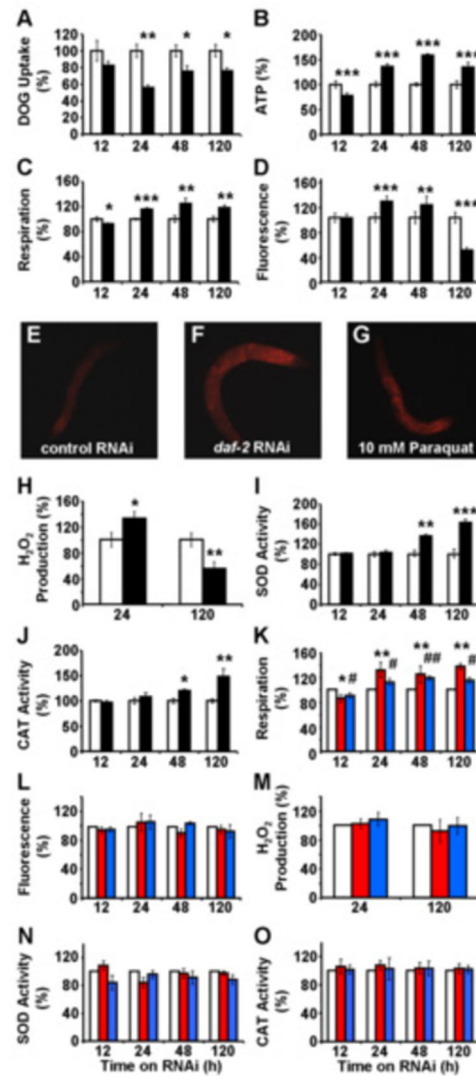 A
B
DOG Uptake (%)
120
100
80
60
40
20
0
** * *
12 24 48 120
ATP (%)
200
150
100
50
0
*** *** *** ***
12 24 48 120
C
D
Respiration (%)
160
120
80
40
0
* *** ** **
12 24 48 120
Fluorescence (%)
160
120
80
40
0
*** ** ***
12 24 48 120
E
control RNAi
F
daf-2 RNAi
G
10 mM Paraquat
H
I
H2O2 Production (%)
160
120
80
40
0
* **
24 120
SOD Activity (%)
200
160
120
80
40
0
** ***
12 24 48 120
J
K
CAT Activity (%)
200
150
100
50
0
* **
12 24 48 120
Respiration (%)
160
120
80
40
0
*# ** # ** ## ** #
12 24 48 120
L
M
Fluorescence (%)
120
80
40
0
12 24 48 120
H2O2 Production (%)
120
80
40
0
24 120
N
O
SOD Activity (%)
120
80
40
0
12 24 48 120
Time on RNAi (h)
CAT Activity (%)
120
80
40
0
12 24 48 120
Time on RNAi (h)